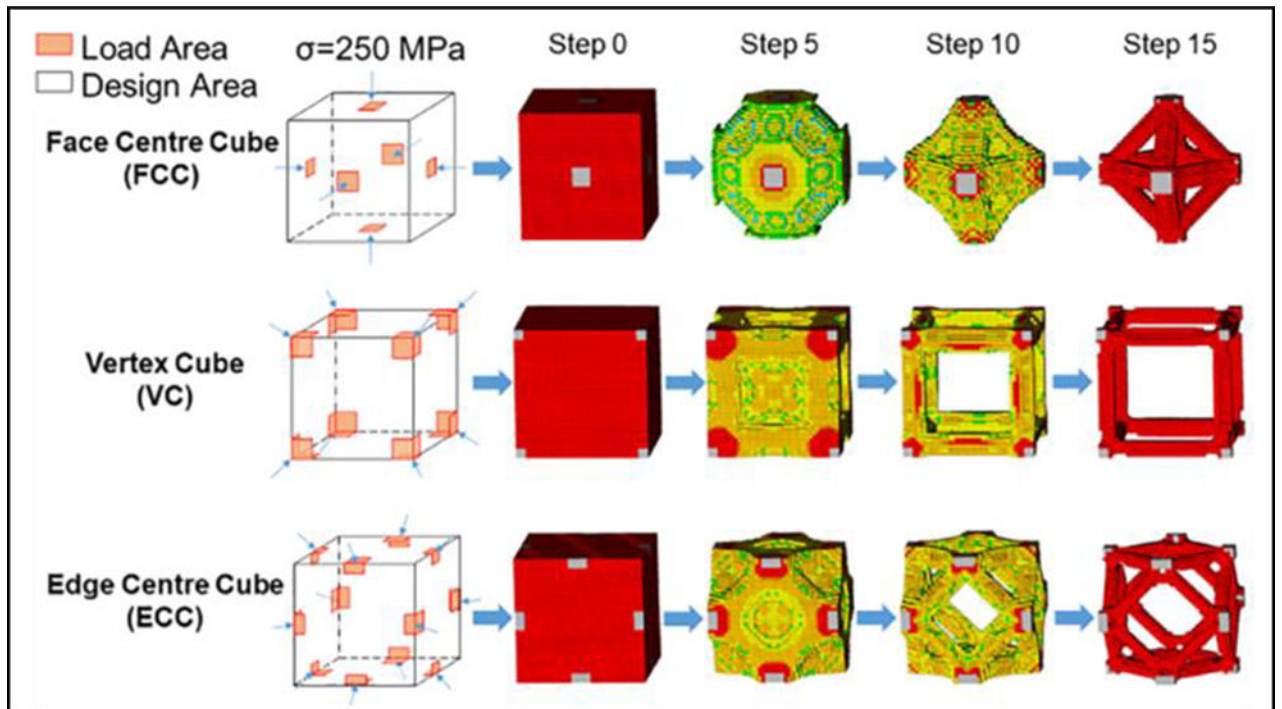 Load Area
Design Area
σ=250 MPa
Step 0
Step 5
Step 10
Step 15
Face Centre Cube
(FCC)
Vertex Cube
(VC)
Edge Centre Cube
(ECC)